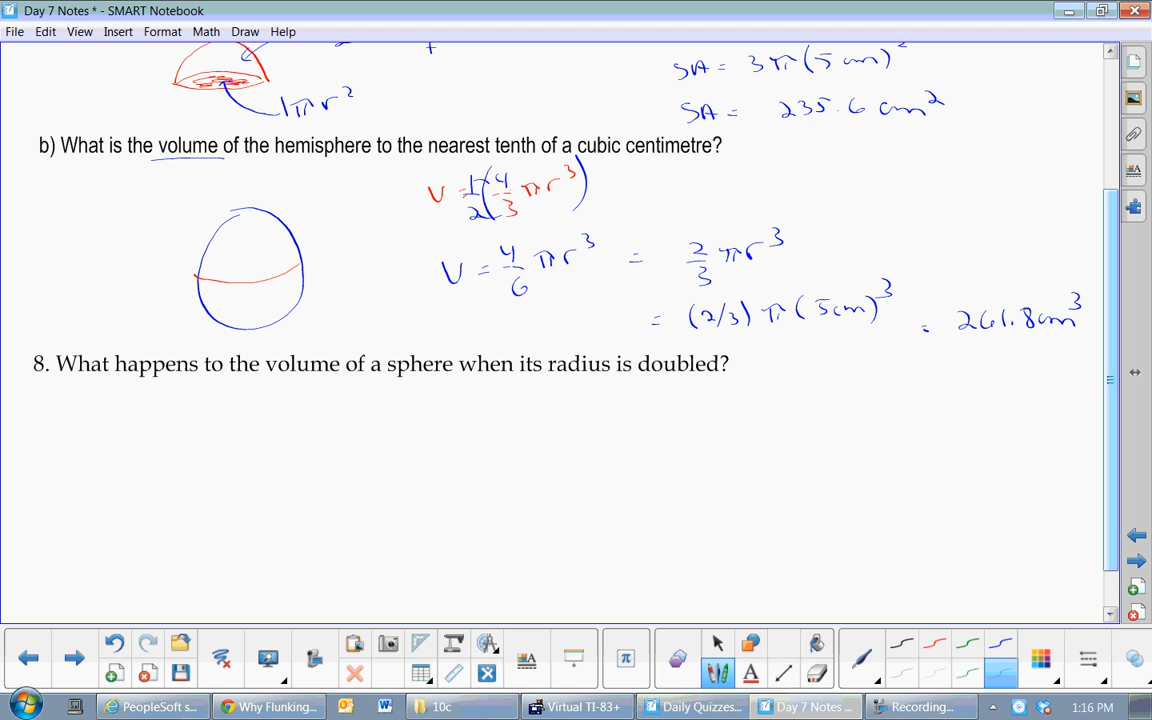 Day 7 Notes * - SMART Notebook
File Edit View Insert Format Math Draw Help
1πr²
SA = 3π(5 cm)²
SA = 235.6 cm²
b) What is the volume of the hemisphere to the nearest tenth of a cubic centimetre?
V = 1/2(4/3 πr³)
V = 4/6 πr³ = 2/3 πr³
= (2/3) π (5cm)³ = 261.8cm³
8. What happens to the volume of a sphere when its radius is doubled?
PeopleSoft s... Why Flunking... 10c Virtual TI-83+ Daily Quizzes... Day 7 Notes ... Recording... 1:16 PM